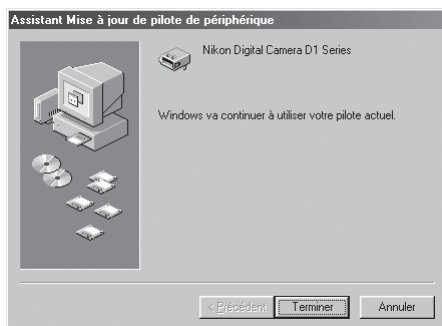 Assistant Mise à jour de pilote de périphérique
Nikon Digital Camera D1 Series
Windows va continuer à utiliser votre pilote actuel.
< Précédent
Terminer
Annuler